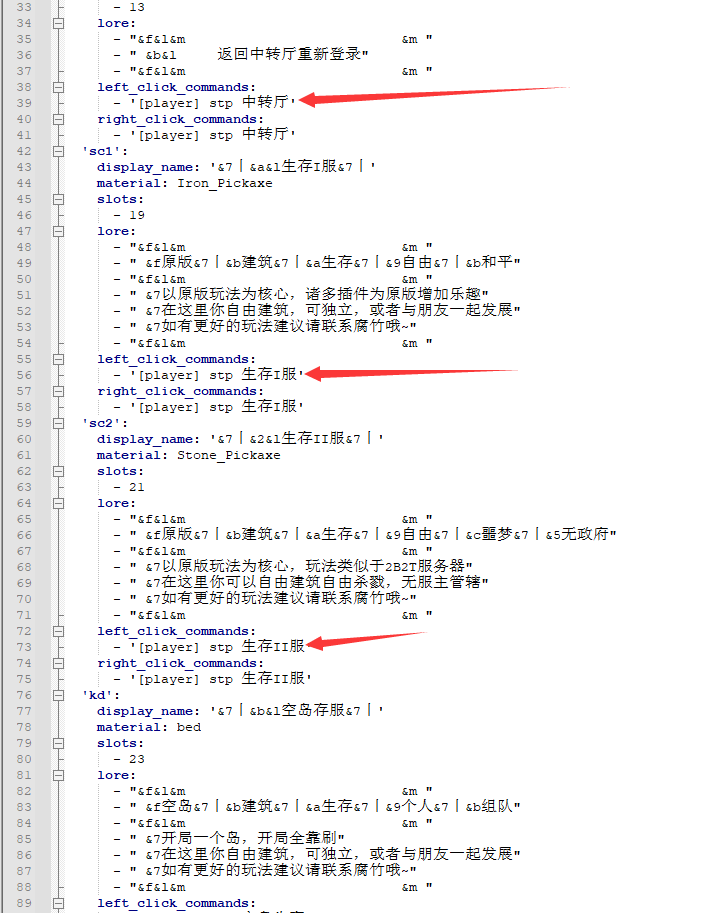 33 - 13
34 lore:
35 - "&f&l&m &m "
36 - " &b&l 返回中转厅重新登录"
37 - "&f&l&m &m "
38 left_click_commands:
39 - '[player] stp 中转厅'
40 right_click_commands:
41 - '[player] stp 中转厅'
42 'sc1':
43 display_name: '&7丨&a&l生存I服&7丨'
44 material: Iron_Pickaxe
45 slots:
46 - 19
47 lore:
48 - "&f&l&m &m "
49 - " &f原版&7丨&b建筑&7丨&a生存&7丨&9自由&7丨&b和平"
50 - "&f&l&m &m "
51 - " &7以原版玩法为核心，诸多插件为原版增加乐趣"
52 - " &7在这里你自由建筑，可独立，或者与朋友一起发展"
53 - " &7如有更好的玩法建议请联系腐竹哦~"
54 - "&f&l&m &m "
55 left_click_commands:
56 - '[player] stp 生存I服'
57 right_click_commands:
58 - '[player] stp 生存I服'
59 'sc2':
60 display_name: '&7丨&2&l生存II服&7丨'
61 material: Stone_Pickaxe
62 slots:
63 - 21
64 lore:
65 - "&f&l&m &m "
66 - " &f原版&7丨&b建筑&7丨&a生存&7丨&9自由&7丨&c噩梦&7丨&5无政府"
67 - "&f&l&m &m "
68 - " &7以原版玩法为核心，玩法类似于2B2T服务器"
69 - " &7在这里你可以自由建筑自由杀戮，无服主管辖"
70 - " &7如有更好的玩法建议请联系腐竹哦~"
71 - "&f&l&m &m "
72 left_click_commands:
73 - '[player] stp 生存II服
74 right_click_commands:
75 - '[player] stp 生存II服'
76 'kd':
77 display_name: '&7丨&b&l空岛存服&7丨'
78 material: bed
79 slots:
80 - 23
81 lore:
82 - "&f&l&m &m "
83 - " &f空岛&7丨&b建筑&7丨&a生存&7丨&9个人&7丨&b组队"
84 - "&f&l&m &m "
85 - " &7开局一个岛，开局全靠刷"
86 - " &7在这里你自由建筑，可独立，或者与朋友一起发展"
87 - " &7如有更好的玩法建议请联系腐竹哦~"
88 - "&f&l&m &m "
89 left_click_commands: